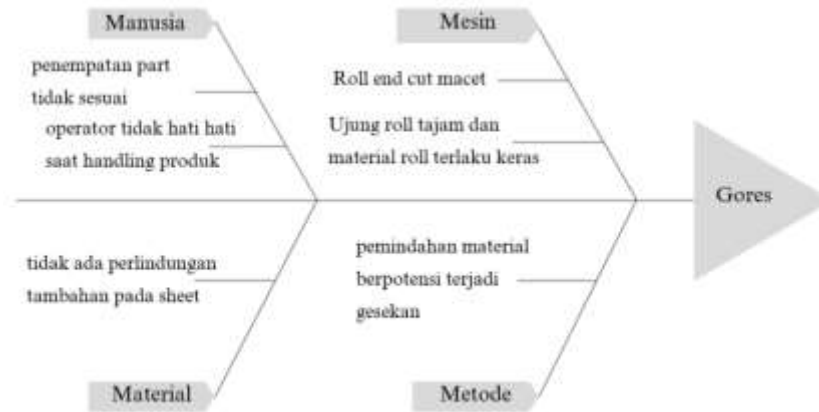 Manusia
penempatan part
tidak sesuai
operator tidak hati hati
saat handling produk
Mesin
Roll end cut macet
Ujung roll tajam dan
material roll terlaku keras
Gores
tidak ada perlindungan
tambahan pada sheet
Material
pemindahan material
berpotensi terjadi
gesekan
Metode